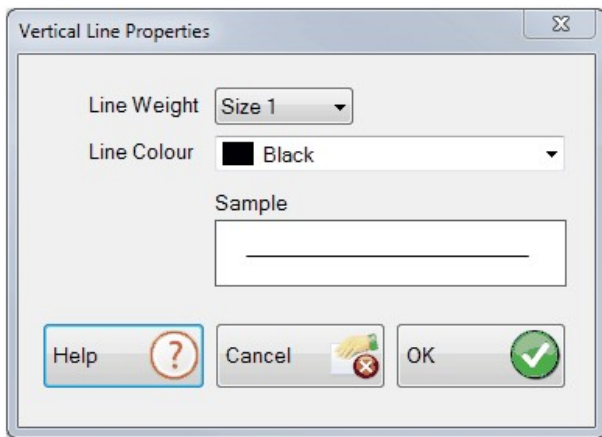 Vertical Line Properties
Line Weight Size 1
Line Colour Black
Sample
Help ? Cancel OK